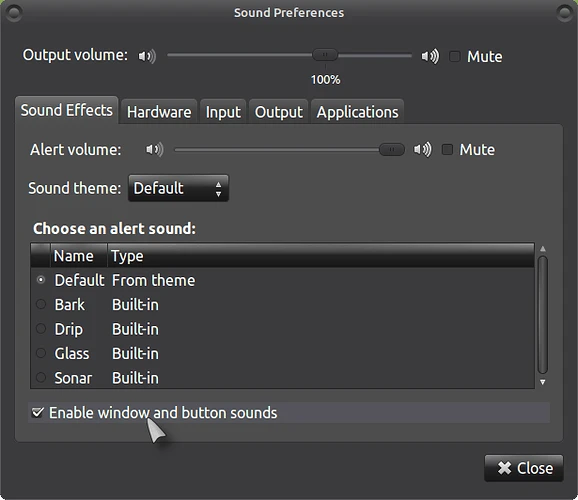 Sound Preferences
Output volume: Mute
100%
Sound Effects Hardware Input Output Applications
Alert volume: Mute
Sound theme: Default
Choose an alert sound:
Name Type
Default From theme
Bark Built-in
Drip Built-in
Glass Built-in
Sonar Built-in
Enable window and button sounds
Close